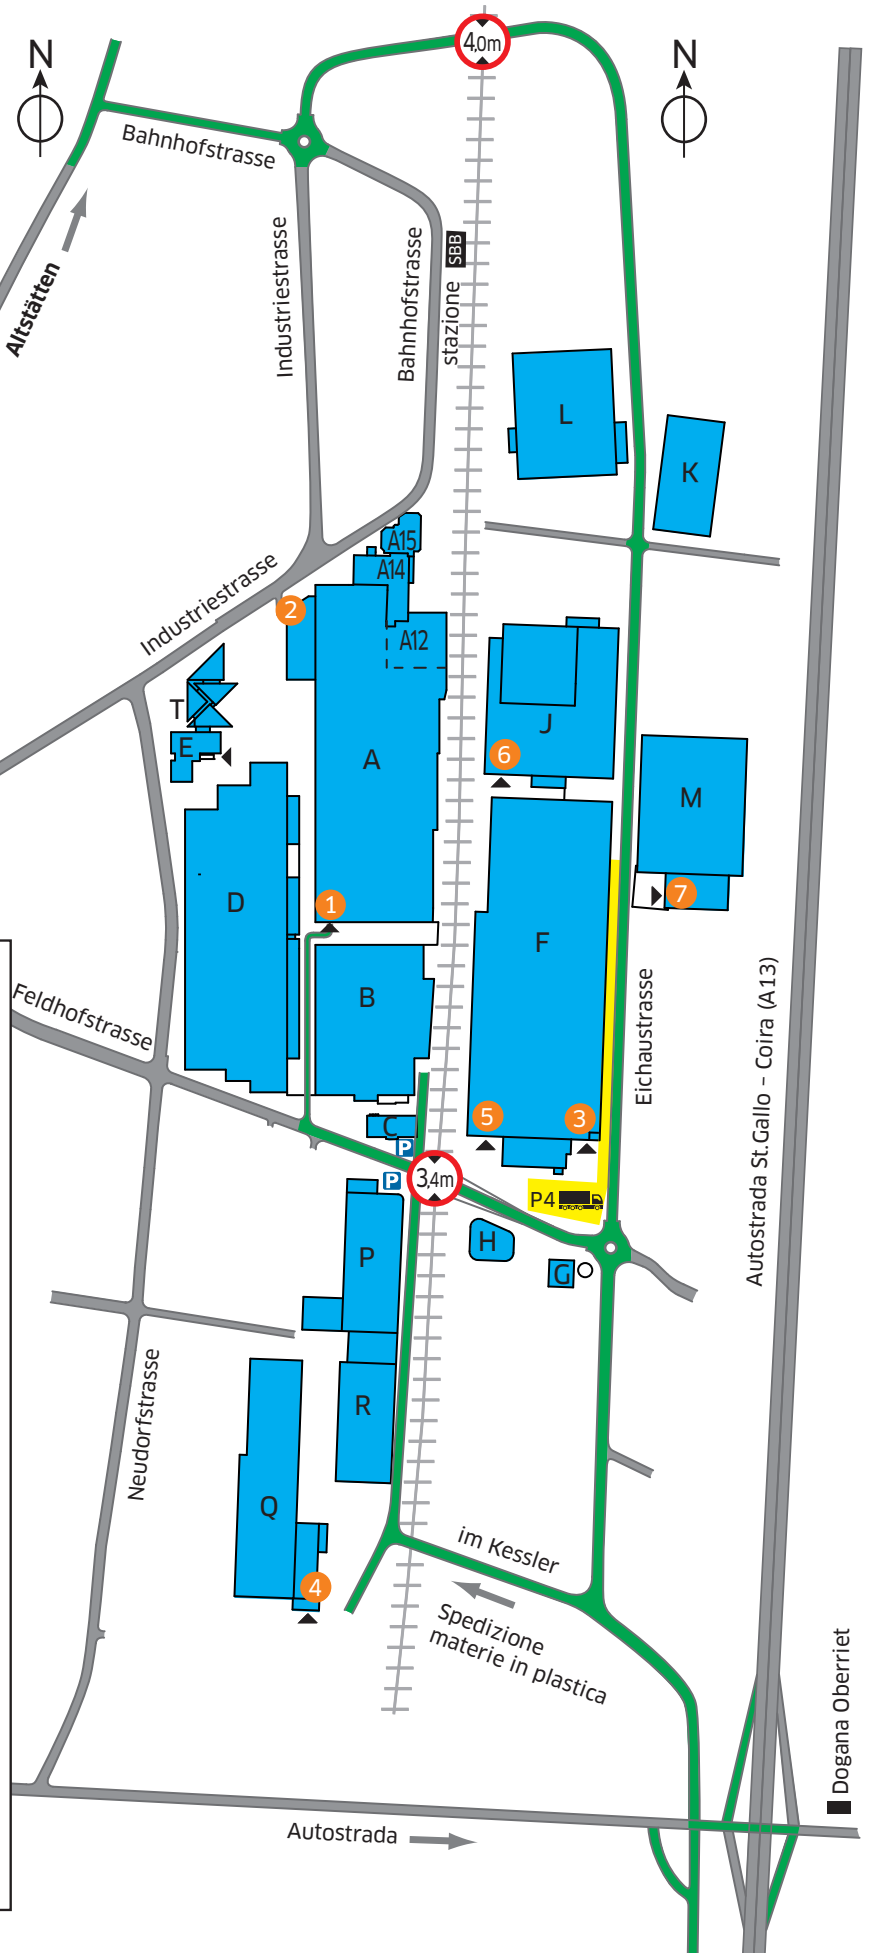 4,0m
N
N
Bahnhofstrasse
Altstätten
Industriestrasse
Bahnhofstrasse
SBB
stazione
L
K
A15
A14
Industriestrasse
2
A12
T
E
J
6
A
M
D
1
7
F
B
Feldhofstrasse
Eichaustrasse
Autostrada St.Gallo – Coira (A13)
5
3
C
P
P
3,4m
P4
H
G
P
R
Neudorfstrasse
Q
im Kessler
4
Spedizione
materie in plastica
Dogana Oberriet
Autostrada